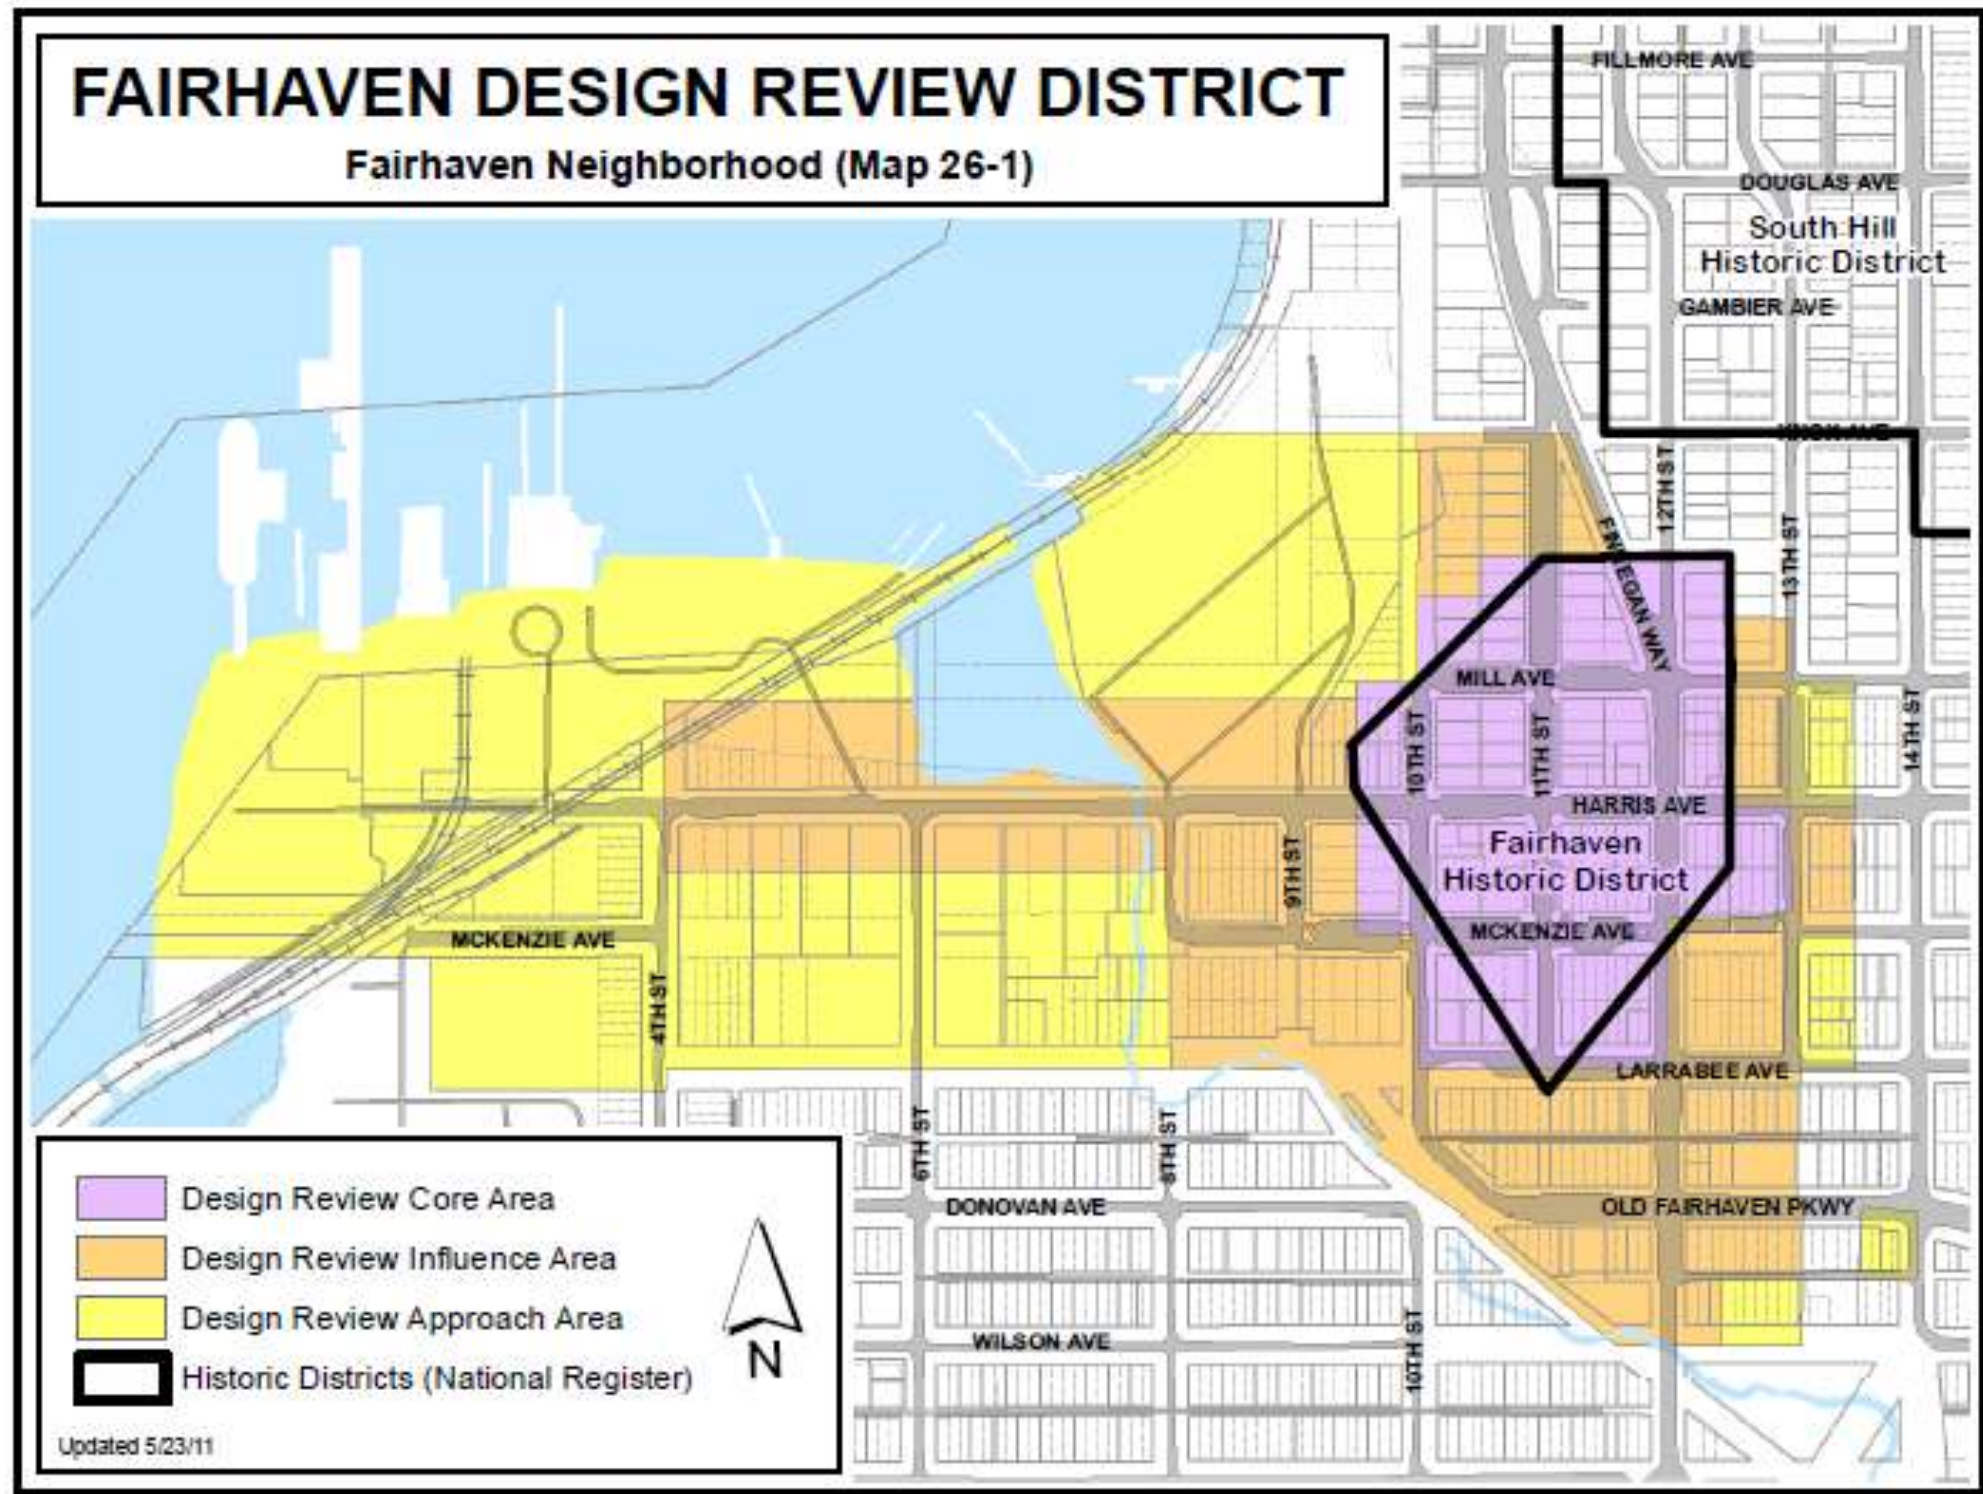 FAIRHAVEN DESIGN REVIEW DISTRICT
Fairhaven Neighborhood (Map 26-1)
FILLMORE AVE
DOUGLAS AVE
South Hill
Historic District
GAMBIER AVE
KNOX AVE
12TH ST
FINNEGAN WAY
13TH ST
MILL AVE
10TH ST
11TH ST
14TH ST
HARRIS AVE
Fairhaven
Historic District
9TH ST
MCKENZIE AVE
MCKENZIE AVE
4TH ST
LARRABEE AVE
6TH ST
8TH ST
DONOVAN AVE
OLD FAIRHAVEN PKWY
WILSON AVE
10TH ST
Design Review Core Area
Design Review Influence Area
Design Review Approach Area
Historic Districts (National Register)
N
Updated 5/23/11